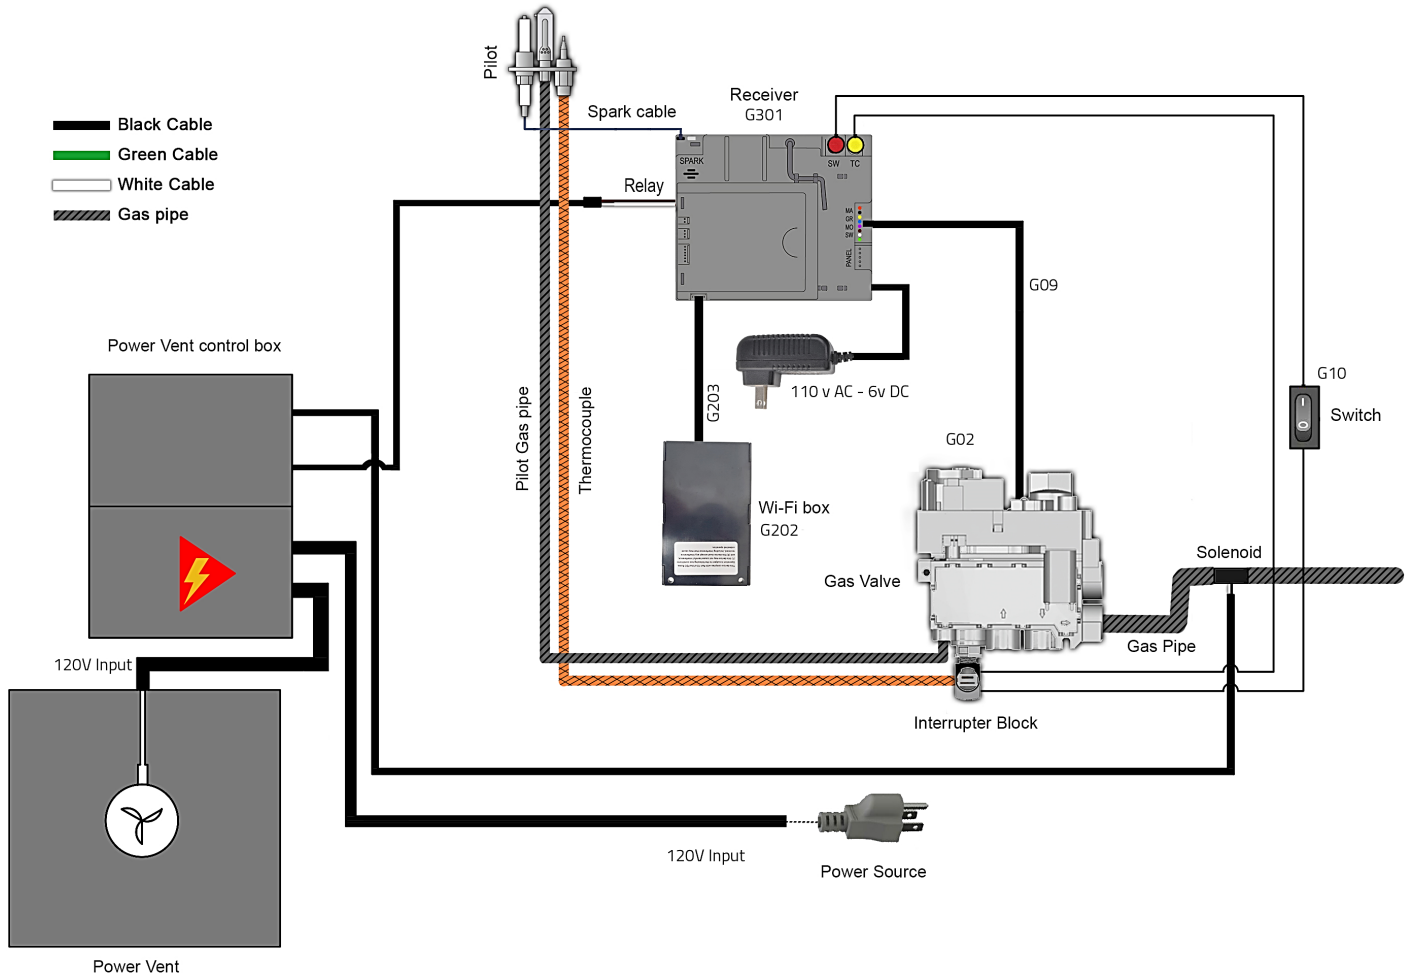 Pilot
Spark cable
Receiver
G301
Black Cable
Green Cable
White Cable
Gas pipe
SPARK
SW
TC
Relay
MA
GR
MO
SW
PANEL
G09
Power Vent control box
110 v AC - 6v DC
G203
Pilot Gas pipe
Thermocouple
G10
Switch
G02
Wi-Fi box
G202
Gas Valve
Solenoid
Gas Pipe
120V Input
Interrupter Block
120V Input
Power Source
Power Vent